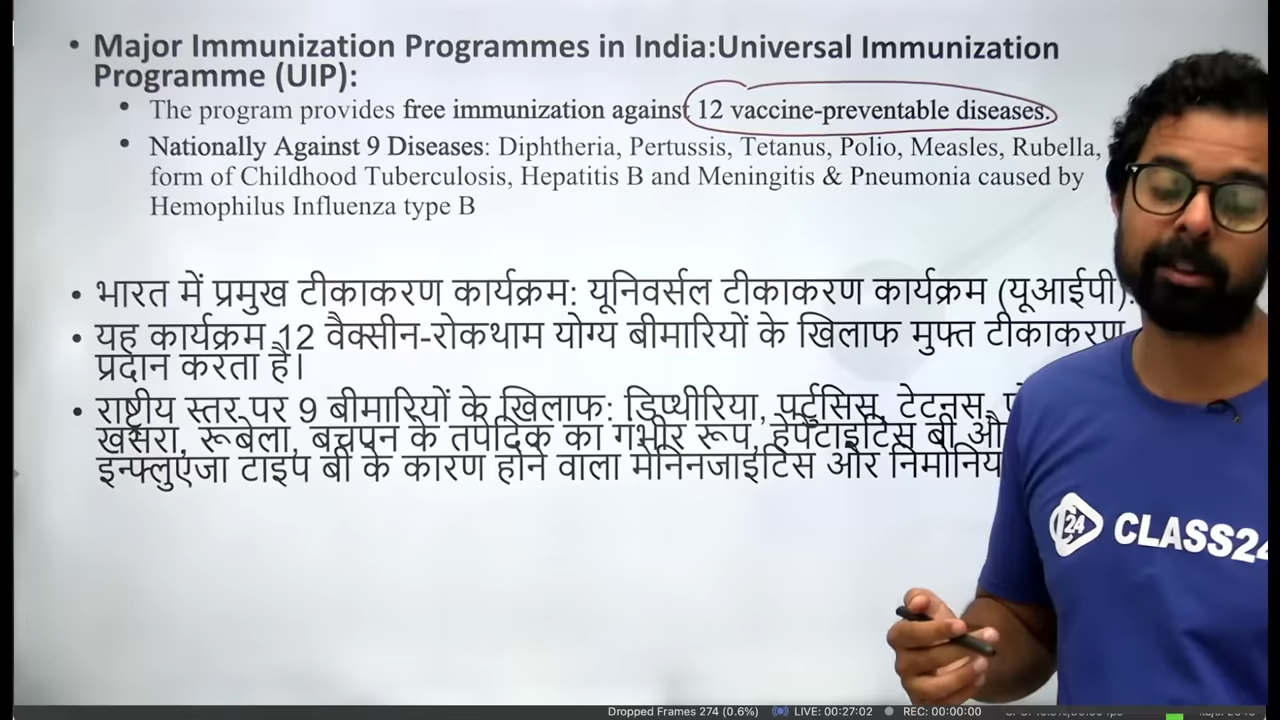 • Major Immunization Programmes in India:Universal Immunization
Programme (UIP):
• The program provides free immunization against 12 vaccine-preventable diseases.
• Nationally Against 9 Diseases: Diphtheria, Pertussis, Tetanus, Polio, Measles, Rubella,
form of Childhood Tuberculosis, Hepatitis B and Meningitis & Pneumonia caused by
Hemophilus Influenza type B
• भारत में प्रमुख टीकाकरण कार्यक्रम: यूनिवर्सल टीकाकरण कार्यक्रम (यूआईपी):
• यह कार्यक्रम 12 वैक्सीन-रोकथाम योग्य बीमारियों के खिलाफ मुफ्त टीकाकरण
प्रदान करता है।
• राष्ट्रीय स्तर पर 9 बीमारियों के खिलाफ: डिप्थीरिया, पर्टुसिस, टेटनस,
खसरा, रूबेला, बचपन के तपेदिक का गंभीर रूप, हेपेटाइटिस बी
इन्फ्लुएंजा टाइप बी के कारण होने वाला मेनिनजाइटिस और
24 CLASS24
Dropped Frames 274 (0.6%) LIVE: 00:27:02 REC: 00:00:00